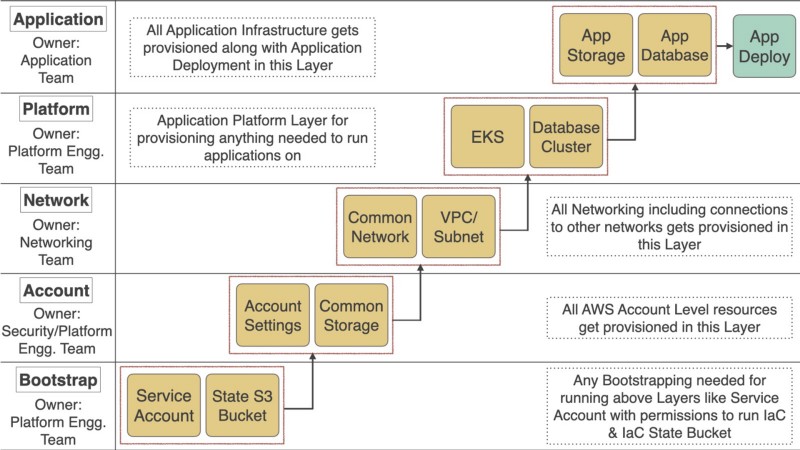 Application
Owner:
Application
Team
All Application Infrastructure gets
provisioned along with Application
Deployment in this Layer
App
Storage
App
Database
App
Deploy
Platform
Owner:
Platform Engg.
Team
Application Platform Layer for
provisioning anything needed to run
applications on
EKS
Database
Cluster
Network
Owner:
Networking
Team
Common
Network
VPC/
Subnet
All Networking including connections
to other networks gets provisioned in
this Layer
Account
Owner:
Security/Platform
Engg. Team
Account
Settings
Common
Storage
All AWS Account Level resources
get provisioned in this Layer
Bootstrap
Owner:
Platform Engg.
Team
Service
Account
State S3
Bucket
Any Bootstrapping needed for
running above Layers like Service
Account with permissions to run IaC
& IaC State Bucket